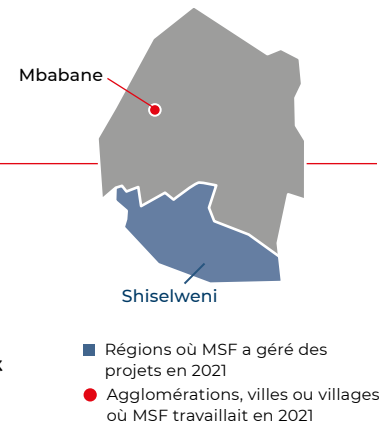 Mbabane
Shiselweni
x
Régions où MSF a géré des
projets en 2021
Agglomérations, villes ou villages
où MSF travaillait en 2021